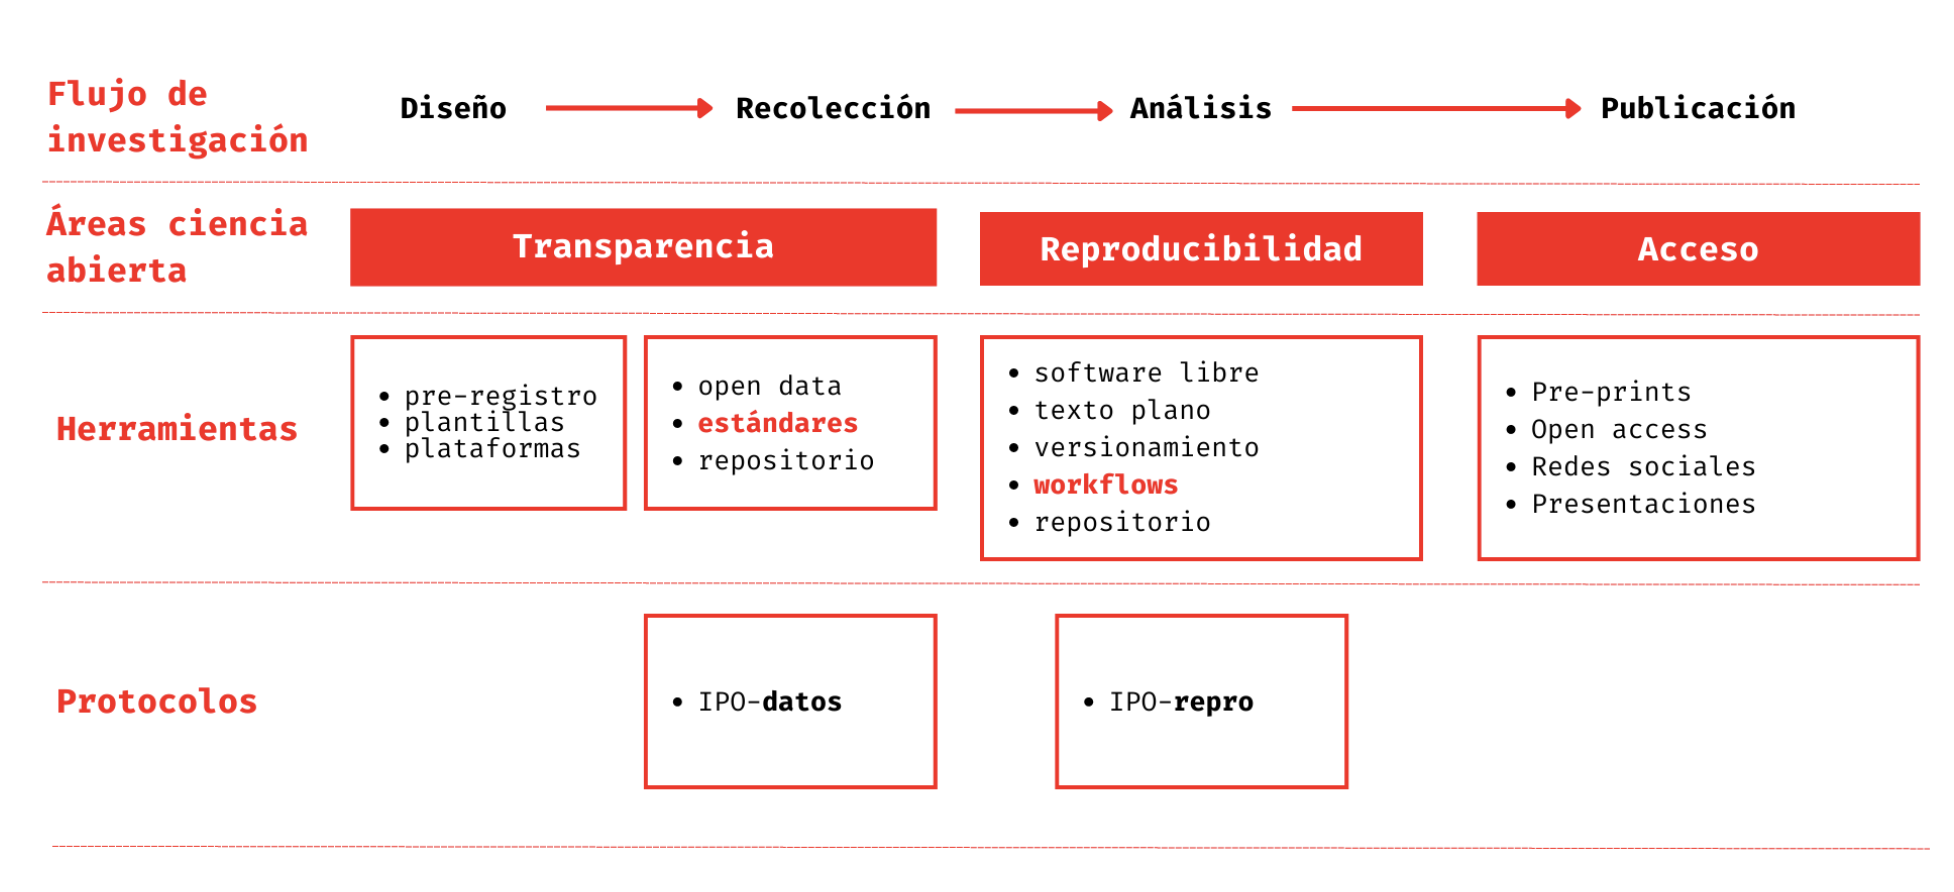 Flujo de
investigación
Diseño
Recolección
Análisis
Publicación
Áreas ciencia
abierta
Transparencia
Reproducibilidad
Acceso
Herramientas
• pre-registro
• plantillas
• plataformas
• open data
• estándares
• repositorio
• software libre
• texto plano
• versionamiento
• workflows
• repositorio
• Pre-prints
• Open access
• Redes sociales
• Presentaciones
Protocolos
• IPO-datos
• IPO-repro